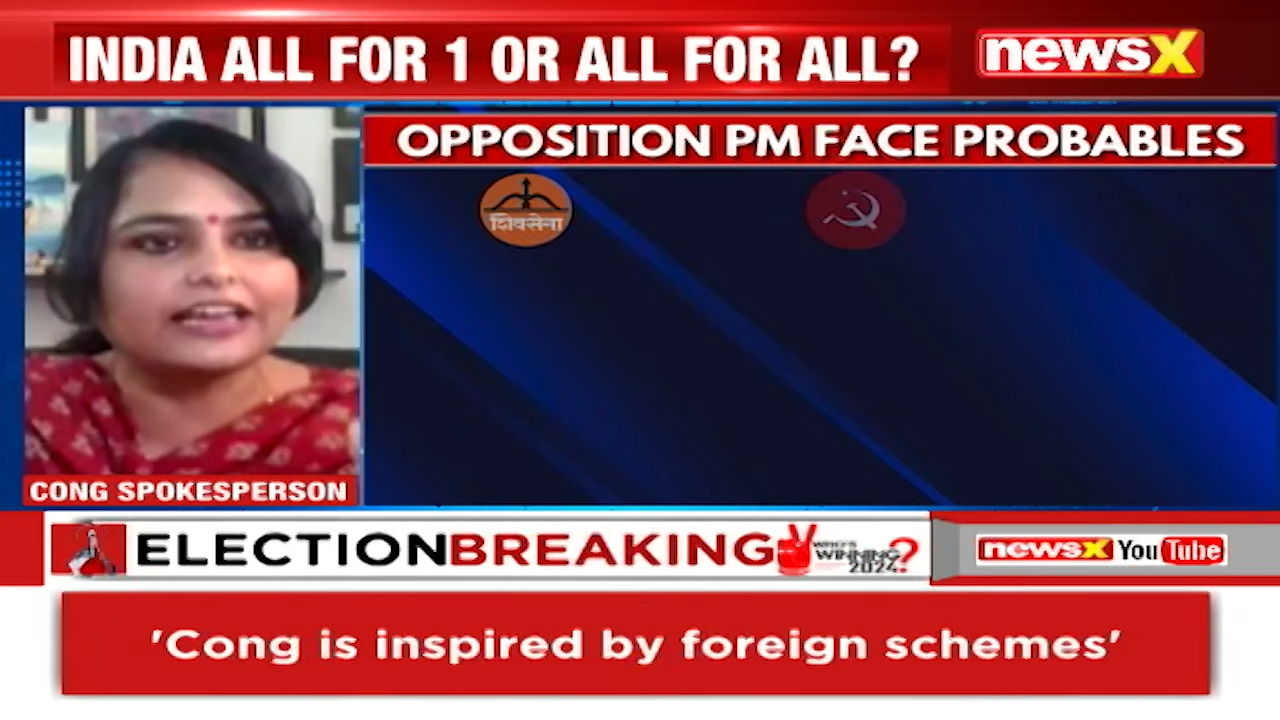 INDIA ALL FOR 1 OR ALL FOR ALL?
newsX
OPPOSITION PM FACE PROBABLES
शिवसेना
CONG SPOKESPERSON
ELECTIONBREAKING
WHO'S
WINNING
2024?
newsX YouTube
'Cong is inspired by foreign schemes'